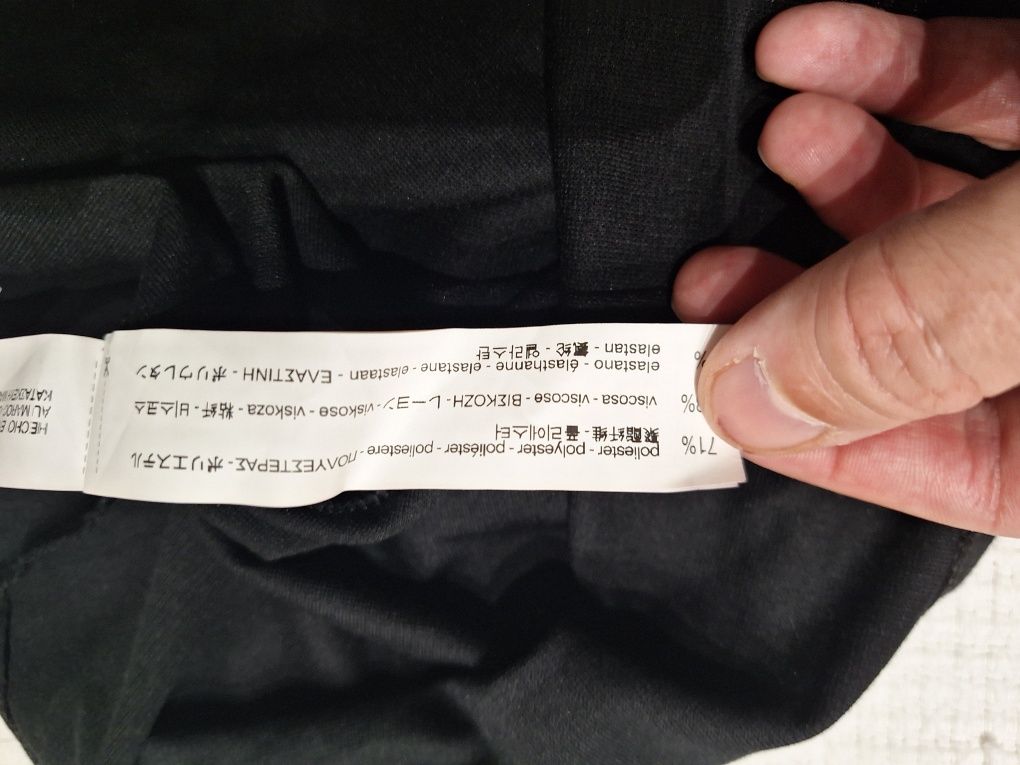 71% poliester - polyester - poliéster - poliestere - ΠΟΛΥΕΣΤΕΡΑΣ - ポリエステル
聚酯纤维 - 폴리에스터
% viscosa - viscose - ΒΙΣΚΟΖΗ - レーヨン - viskose - viskoza - 粘纤 - 비스코스
% elastano - élasthanne - elastane - elastaan - ΕΛΑΣΤΙΝΗ - ポリウレタン
elastan - 氨纶 - 엘라스탄
HECHO E